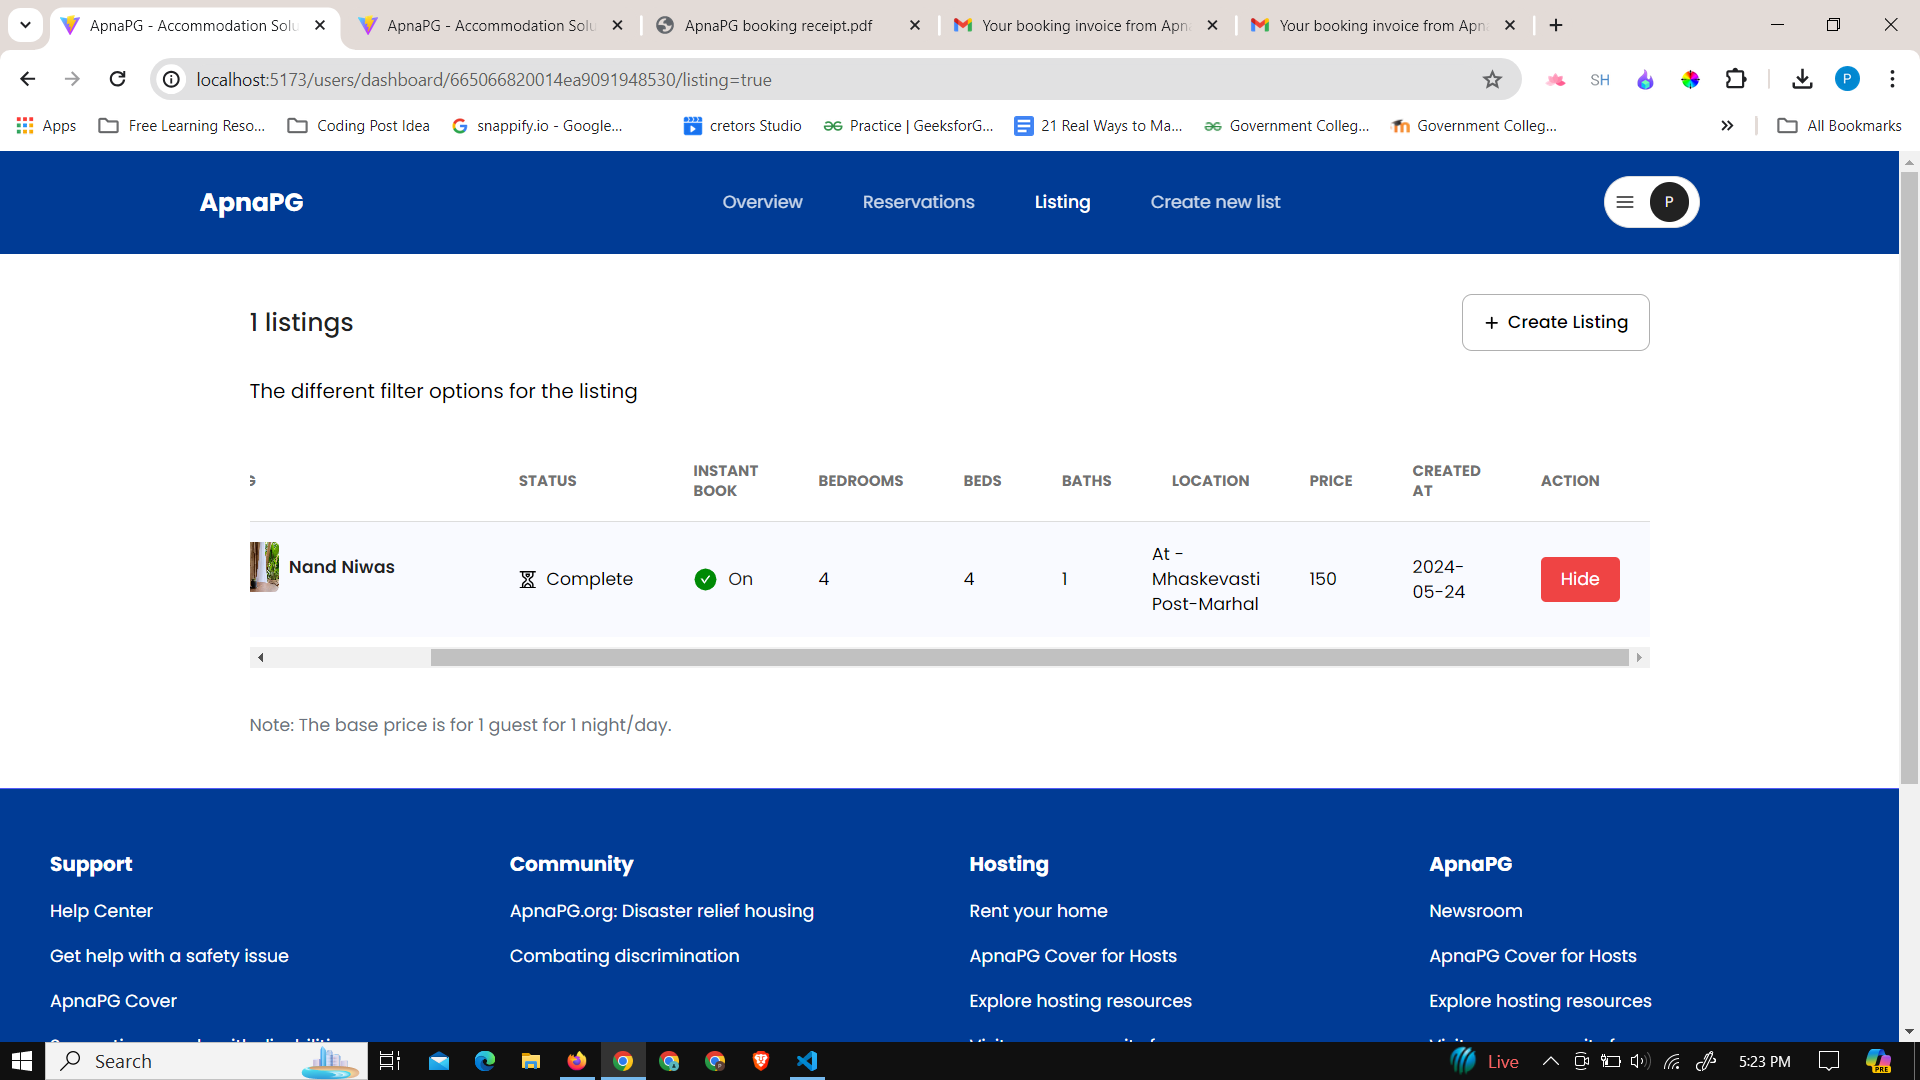 ApnaPG - Accommodation Solu
ApnaPG - Accommodation Solu
ApnaPG booking receipt.pdf
Your booking invoice from Apn
Your booking invoice from Apn
localhost:5173/users/dashboard/665066820014ea9091948530/listing=true
SH
P
Apps
Free Learning Reso...
Coding Post Idea
snappify.io - Google...
cretors Studio
Practice | GeeksforG...
21 Real Ways to Ma...
Government Colleg...
Government Colleg...
All Bookmarks
ApnaPG
Overview
Reservations
Listing
Create new list
P
1 listings
+ Create Listing
The different filter options for the listing
G
STATUS
INSTANT
BOOK
BEDROOMS
BEDS
BATHS
LOCATION
PRICE
CREATED
AT
ACTION
Nand Niwas
Complete
On
4
4
1
At -
Mhaskevasti
Post-Marhal
150
2024-
05-24
Hide
Note: The base price is for 1 guest for 1 night/day.
Support
Community
Hosting
ApnaPG
Help Center
ApnaPG.org: Disaster relief housing
Rent your home
Newsroom
Get help with a safety issue
Combating discrimination
ApnaPG Cover for Hosts
ApnaPG Cover for Hosts
ApnaPG Cover
Explore hosting resources
Explore hosting resources
Search
Live
5:23 PM
PRE